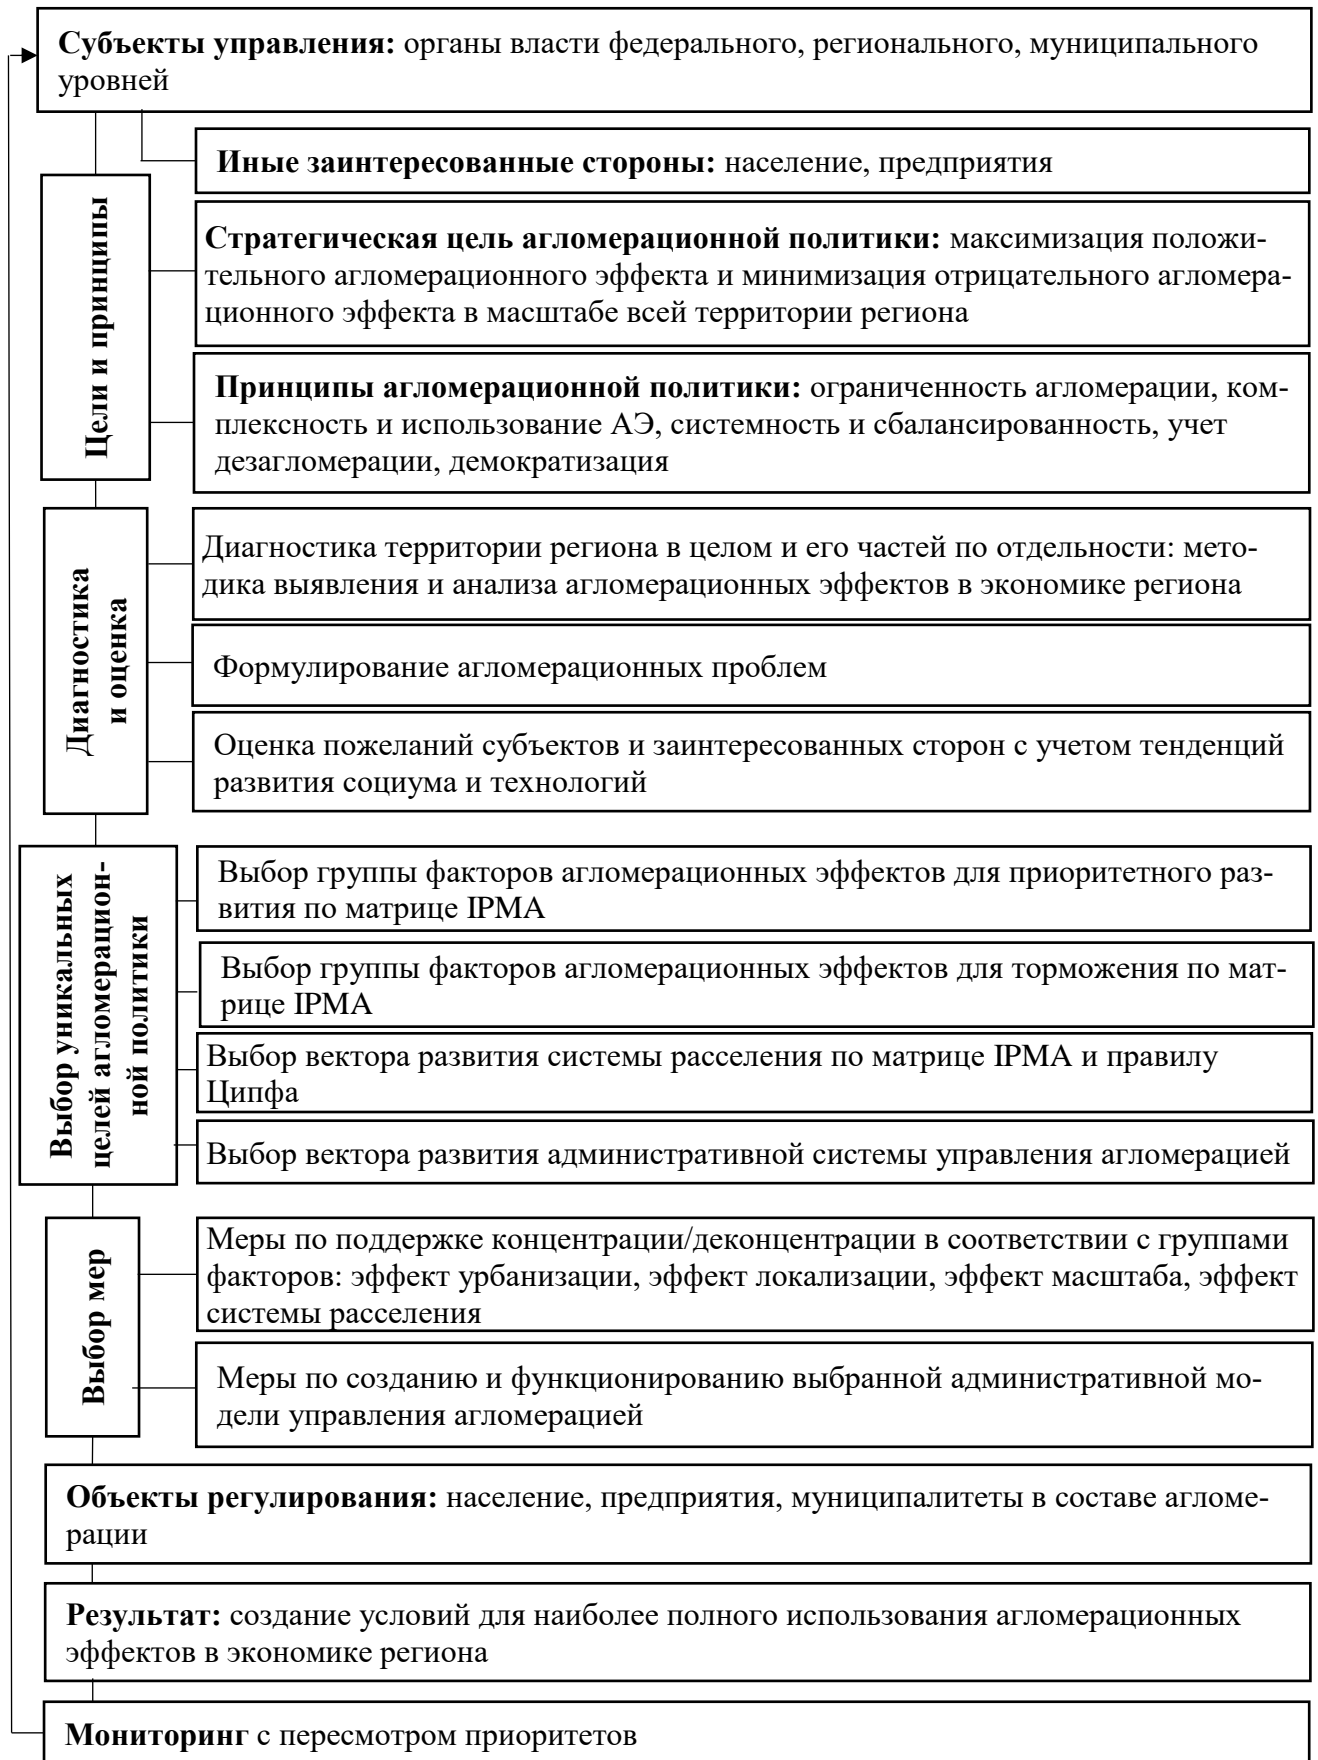 Субъекты управления: органы власти федерального, регионального, муниципального
уровней
Иные заинтересованные стороны: население, предприятия
Цели и принципы
Стратегическая цель агломерационной политики: максимизация положи-
тельного агломерационного эффекта и минимизация отрицательного агломера-
ционного эффекта в масштабе всей территории региона
Принципы агломерационной политики: ограниченность агломерации, ком-
плексность и использование АЭ, системность и сбалансированность, учет
дезагломерации, демократизация
Диагностика
и оценка
Диагностика территории региона в целом и его частей по отдельности: мето-
дика выявления и анализа агломерационных эффектов в экономике региона
Формулирование агломерационных проблем
Оценка пожеланий субъектов и заинтересованных сторон с учетом тенденций
развития социума и технологий
Выбор уникальных
целей агломерацион-
ной политики
Выбор группы факторов агломерационных эффектов для приоритетного раз-
вития по матрице IPMA
Выбор группы факторов агломерационных эффектов для торможения по мат-
рице IPMA
Выбор вектора развития системы расселения по матрице IPMA и правилу
Ципфа
Выбор вектора развития административной системы управления агломерацией
Выбор мер
Меры по поддержке концентрации/деконцентрации в соответствии с группами
факторов: эффект урбанизации, эффект локализации, эффект масштаба, эффект
системы расселения
Меры по созданию и функционированию выбранной административной мо-
дели управления агломерацией
Объекты регулирования: население, предприятия, муниципалитеты в составе агломе-
рации
Результат: создание условий для наиболее полного использования агломерационных
эффектов в экономике региона
Мониторинг с пересмотром приоритетов